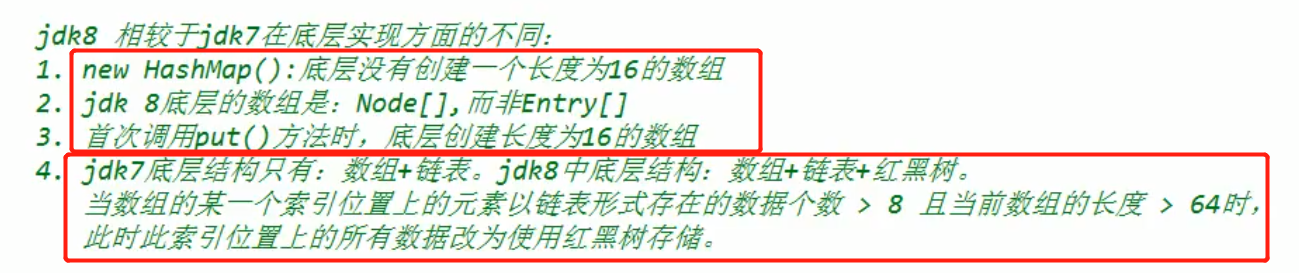 jdk8 相较于jdk7在底层实现方面的不同:
1. new HashMap():底层没有创建一个长度为16的数组
2. jdk 8底层的数组是: Node[],而非Entry[]
3. 首次调用put()方法时, 底层创建长度为16的数组
4. jdk7底层结构只有: 数组+链表。jdk8中底层结构: 数组+链表+红黑树。
当数组的某一个索引位置上的元素以链表形式存在的数据个数 > 8 且当前数组的长度 > 64时,
此时此索引位置上的所有数据改为使用红黑树存储。